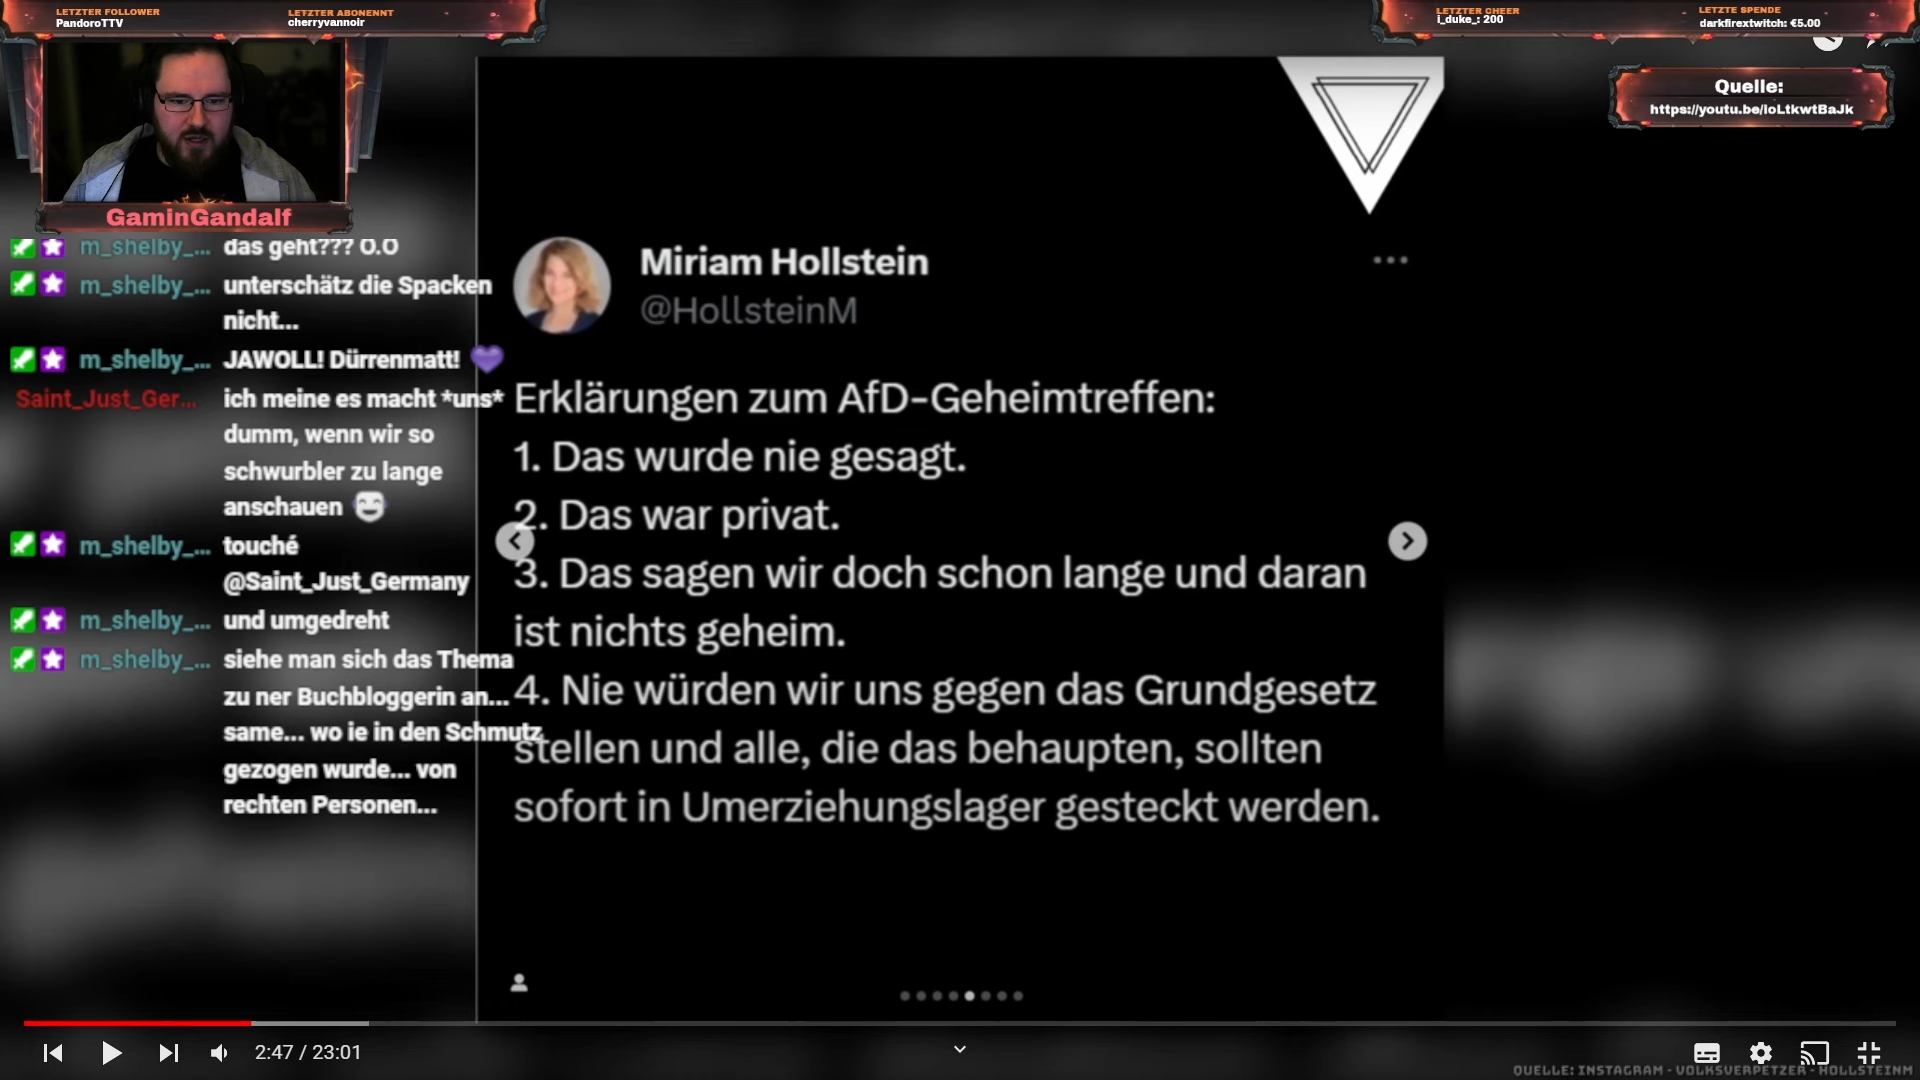 LETZTER FOLLOWER
PandoroTTV
LETZTER ABONENNT
cherryvannoir
LETZTER CHEER
i_duke_: 200
LETZTE SPENDE
darkfirextwitch: €5.00
Quelle:
https://youtu.be/ioLtkwtBaJk
GaminGandalf
m_shelby_... das geht??? O.O
m_shelby_... unterschätz die Spacken
nicht...
m_shelby_... JAWOLL! Dürrenmatt!
Saint_Just_Ger... ich meine es macht *uns*
dumm, wenn wir so
schwurbler zu lange
anschauen
m_shelby_... touché
@Saint_Just_Germany
m_shelby_... und umgedreht
m_shelby_... siehe man sich das Thema
zu ner Buchbloggerin an...
same... wo ie in den Schmutz
gezogen wurde... von
rechten Personen...
Miriam Hollstein
@HollsteinM
Erklärungen zum AfD-Geheimtreffen:
1. Das wurde nie gesagt.
2. Das war privat.
3. Das sagen wir doch schon lange und daran
ist nichts geheim.
4. Nie würden wir uns gegen das Grundgesetz
stellen und alle, die das behaupten, sollten
sofort in Umerziehungslager gesteckt werden.
2:47 / 23:01
QUELLE: INSTAGRAM - VOLKSVERPETZER - HOLLSTEINM